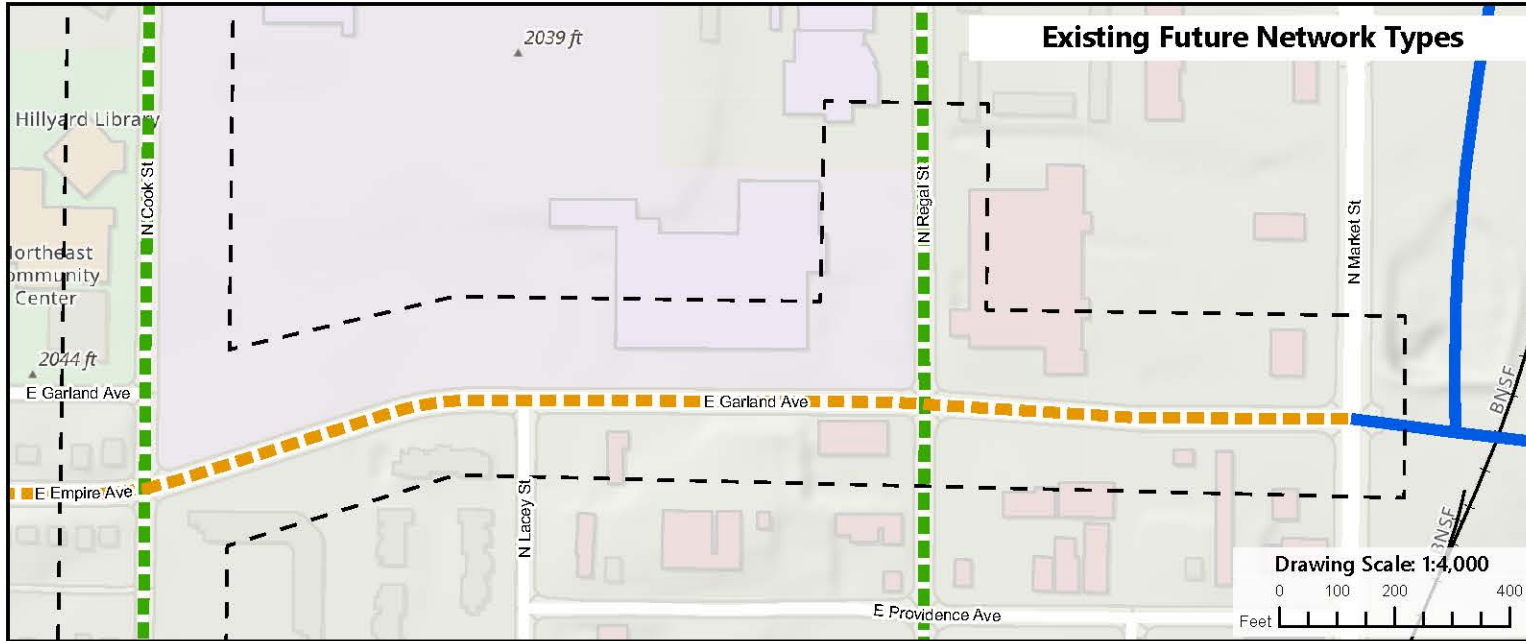 Existing Future Network Types
2039 ft
Hillyard Library
N Cook St
N Regal St
N Market St
Northeast
Community
Center
2044 ft
E Garland Ave
E Garland Ave
E Empire Ave
N Lacey St
BNSF
BNSF
E Providence Ave
Drawing Scale: 1:4,000
0 100 200 400
Feet